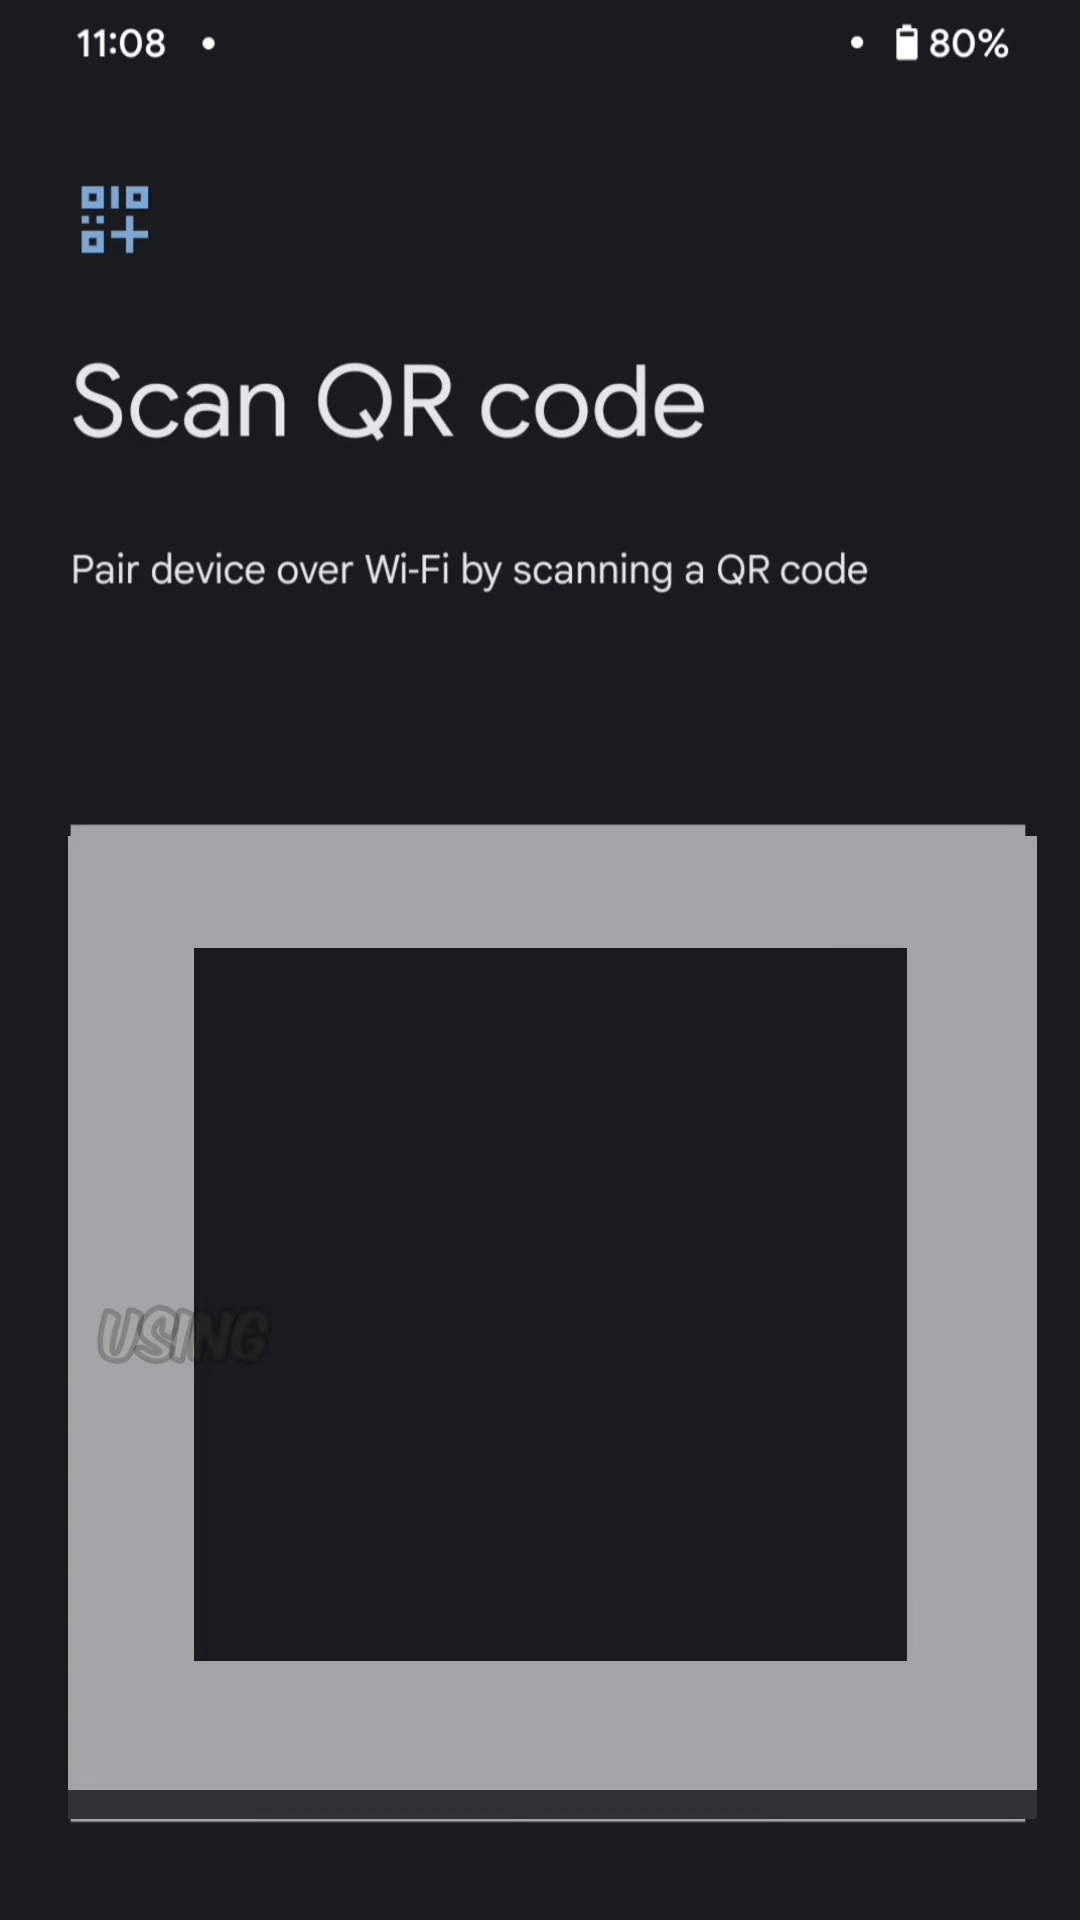 11:08
80%
Scan QR code
Pair device over Wi-Fi by scanning a QR code
USING